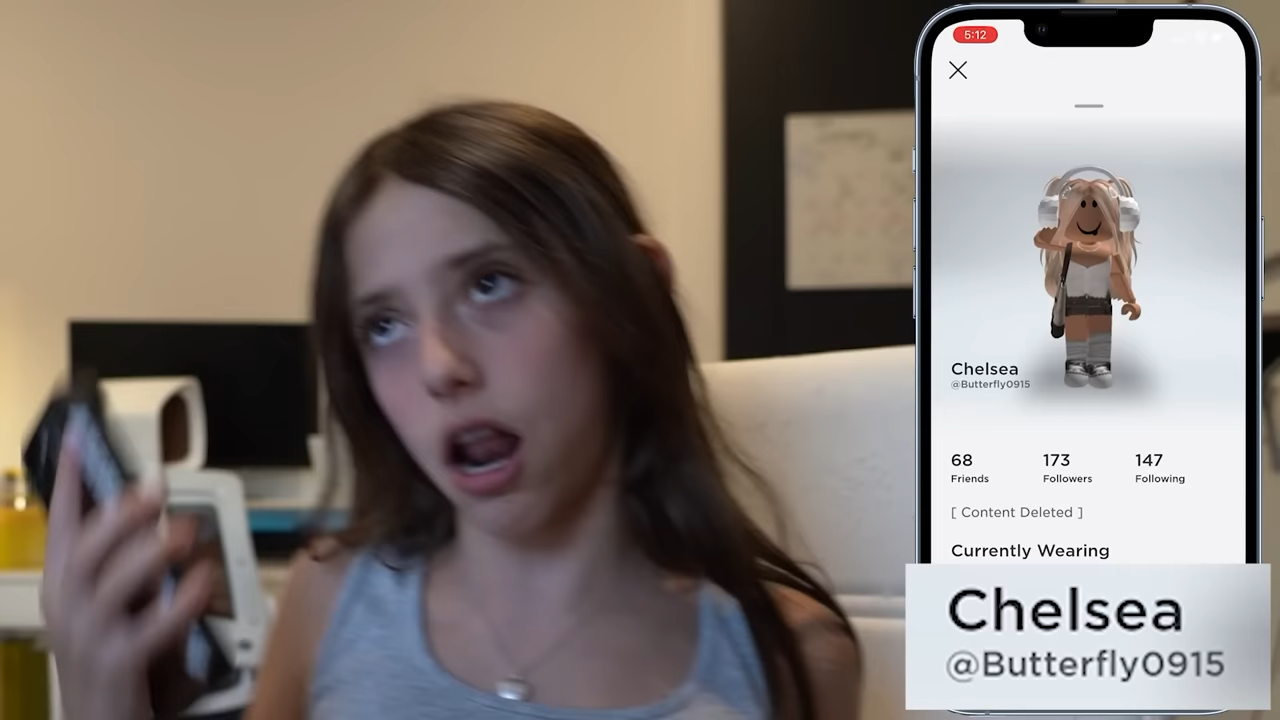 5:12
Chelsea
@Butterfly0915
68 173 147
Friends Followers Following
[ Content Deleted ]
Currently Wearing
Chelsea
@Butterfly0915